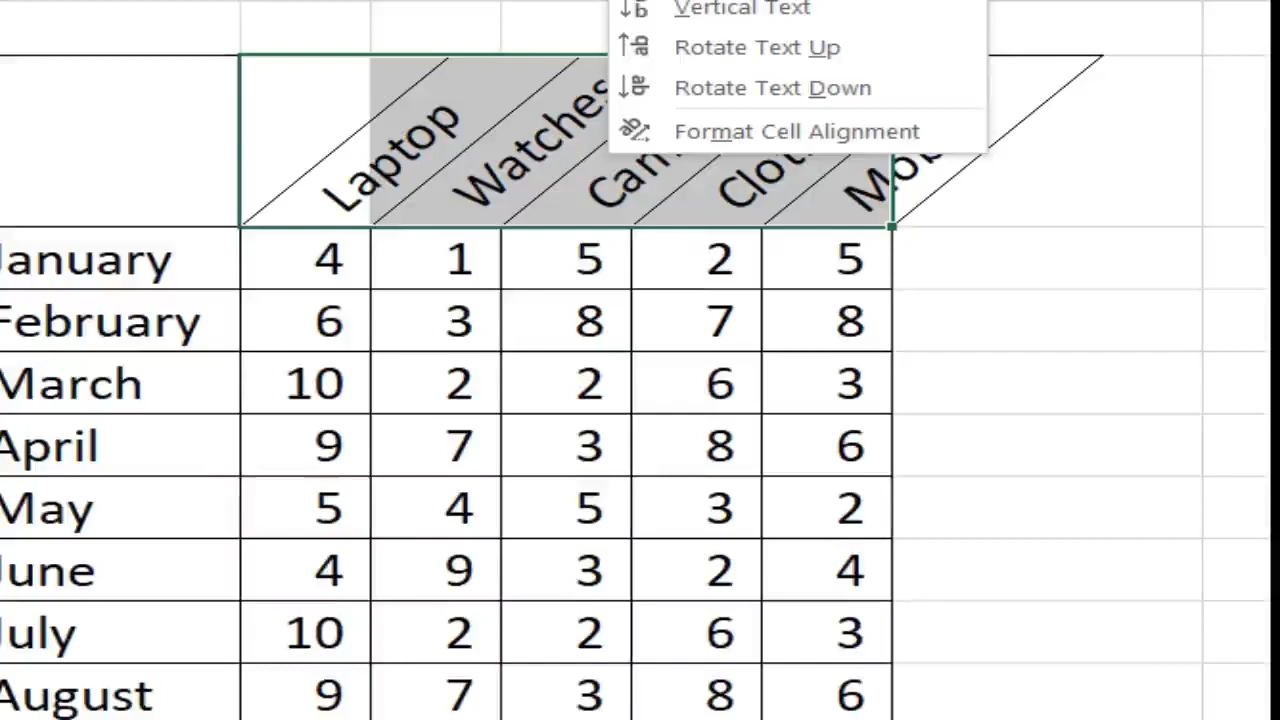 Vertical Text
Rotate Text Up
Rotate Text Down
Format Cell Alignment
Laptop Watches
January 4 1 5 2 5
February 6 3 8 7 8
March 10 2 2 6 3
April 9 7 3 8 6
May 5 4 5 3 2
June 4 9 3 2 4
July 10 2 2 6 3
August 9 7 3 8 6